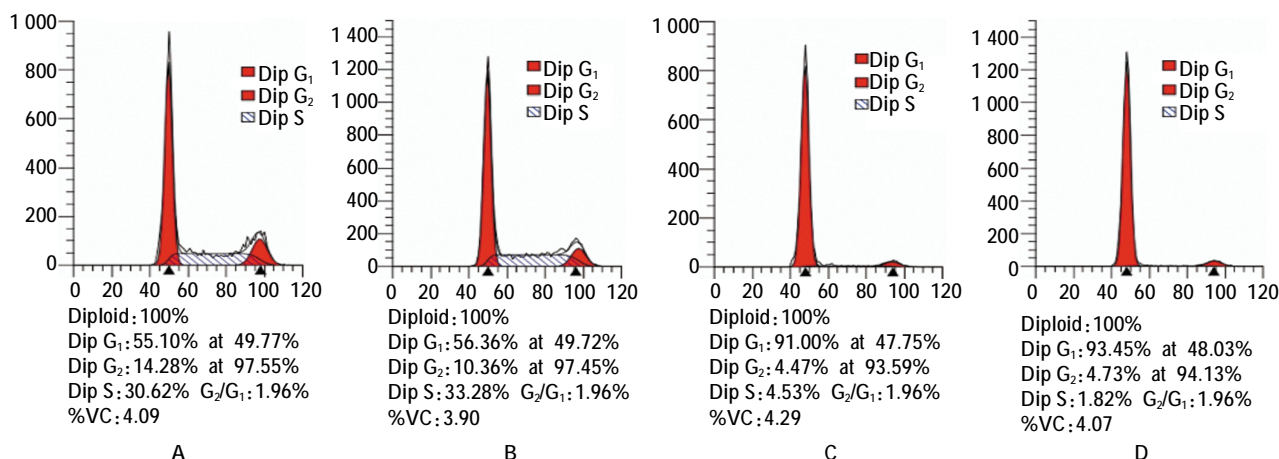 1 000
800
600
400
200
0
0 20 40 60 80 100 120
Dip G₁
Dip G₂
Dip S
Diploid:100%
Dip G₁:55.10% at 49.77%
Dip G₂:14.28% at 97.55%
Dip S:30.62% G₂/G₁:1.96%
%VC:4.09
A
1 400
1 200
1 000
800
600
400
200
0
0 20 40 60 80 100 120
Dip G₁
Dip G₂
Dip S
Diploid:100%
Dip G₁:56.36% at 49.72%
Dip G₂:10.36% at 97.45%
Dip S:33.28% G₂/G₁:1.96%
%VC:3.90
B
1 000
800
600
400
200
0
0 20 40 60 80 100 120
Dip G₁
Dip G₂
Dip S
Diploid:100%
Dip G₁:91.00% at 47.75%
Dip G₂:4.47% at 93.59%
Dip S:4.53% G₂/G₁:1.96%
%VC:4.29
C
1 400
1 200
1 000
800
600
400
200
0
0 20 40 60 80 100 120
Dip G₁
Dip G₂
Dip S
Diploid:100%
Dip G₁:93.45% at 48.03%
Dip G₂:4.73% at 94.13%
Dip S:1.82% G₂/G₁:1.96%
%VC:4.07
D